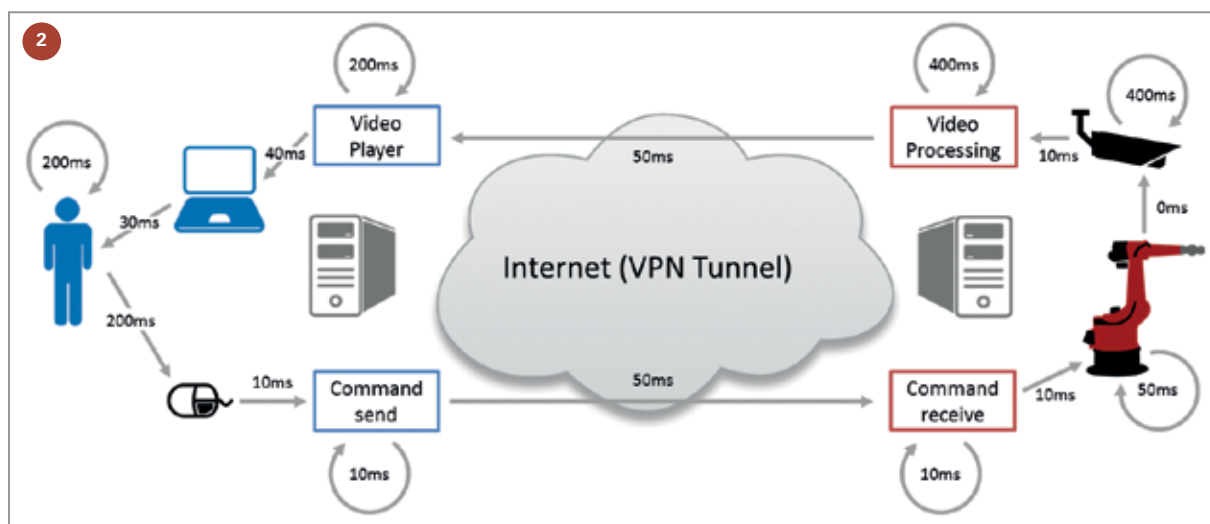 2
200ms
400ms
400ms
200ms
Video
Player
Video
Processing
40ms
50ms
10ms
30ms
0ms
Internet (VPN Tunnel)
200ms
10ms
Command
send
50ms
Command
receive
10ms
50ms
10ms
10ms